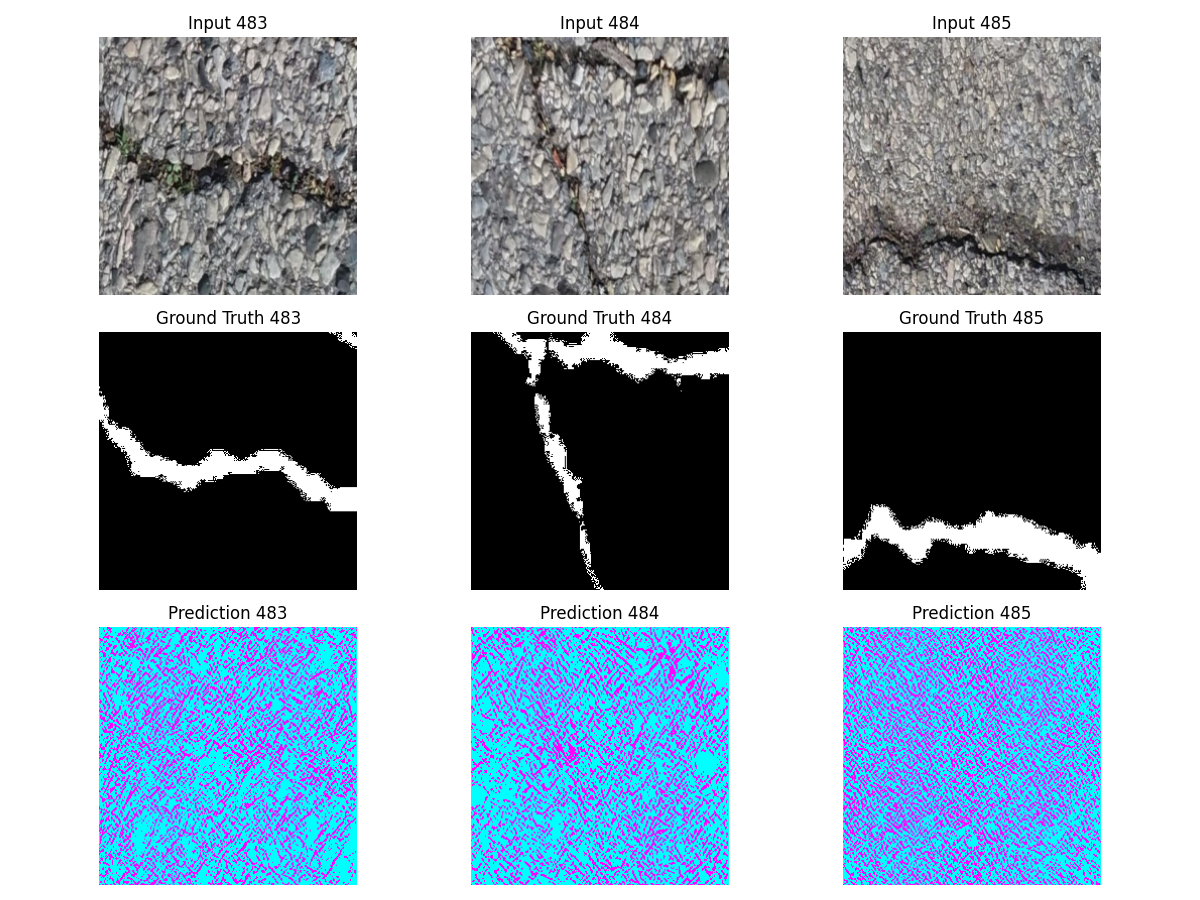 Input 483
Input 484
Input 485
Ground Truth 483
Ground Truth 484
Ground Truth 485
Prediction 483
Prediction 484
Prediction 485